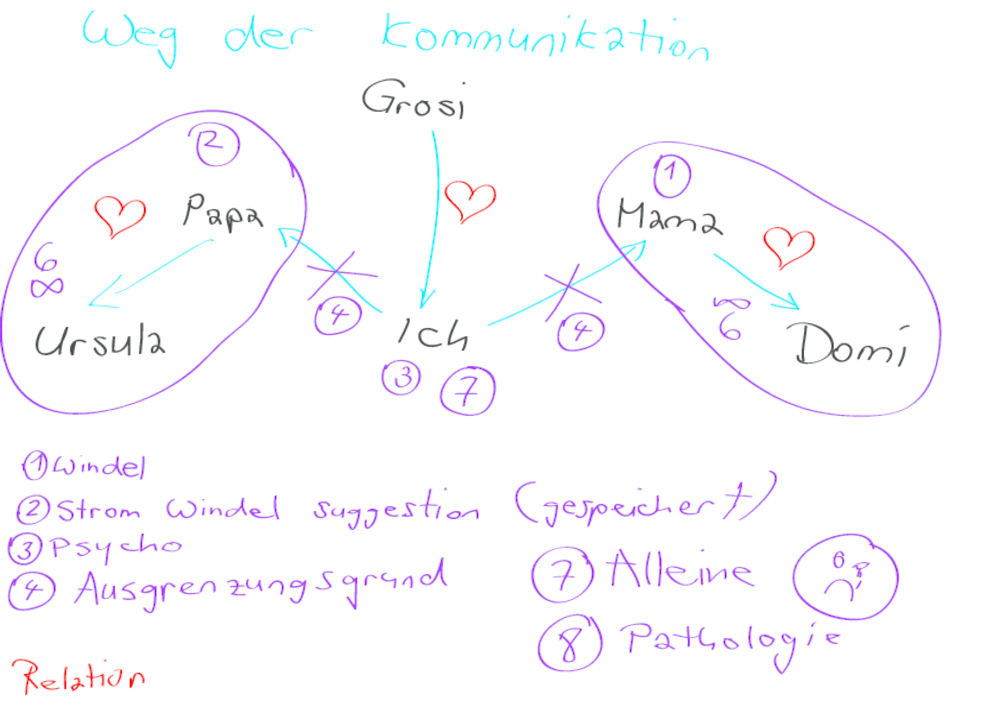 Weg der Kommunikation
Grosi
②
①
Papa
Mama
6
∞
∞
6
④
④
Ursula
Ich
Domi
③ ⑦
① Windel
② Strom Windel suggestion (gespeichert)
③ Psycho
④ Ausgrenzungsgrund
⑦ Alleine
⑧ Pathologie
Relation